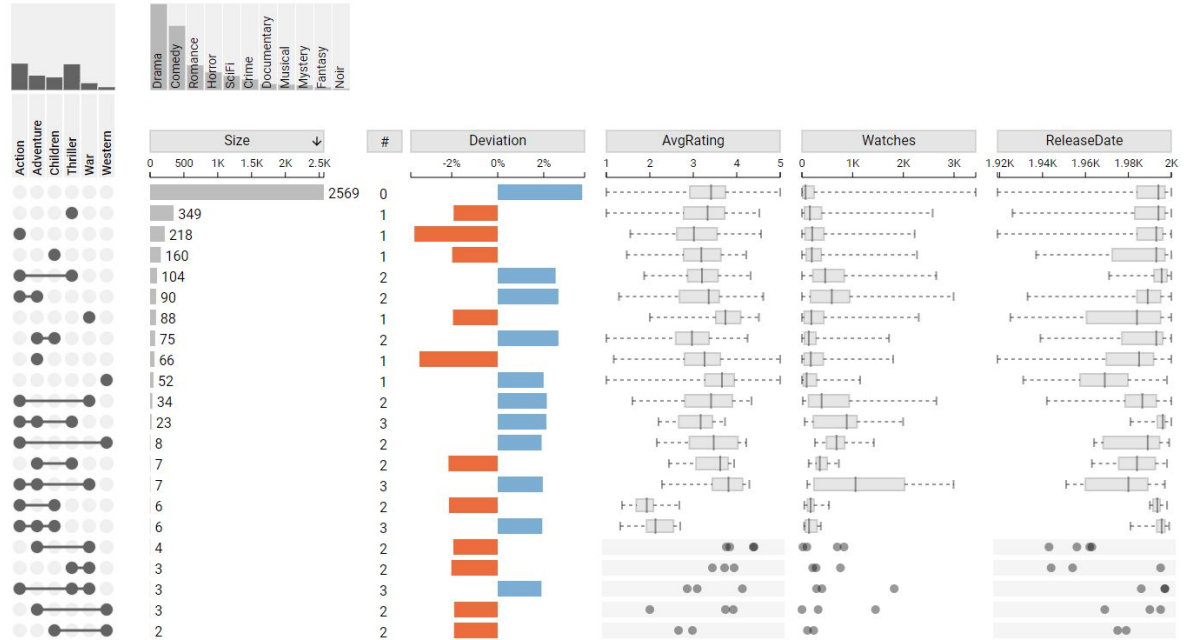 Drama
Comedy
Romance
Horror
SciFi
Crime
Documentary
Musical
Mystery
Fantasy
Noir
Action
Adventure
Children
Thriller
War
Western
Size # Deviation AvgRating Watches ReleaseDate
0 500 1K 1.5K 2K 2.5K -2% 0% 2% 1 2 3 4 5 0 1K 2K 3K 1.92K 1.94K 1.96K 1.98K 2K
2569 0
349 1
218 1
160 1
104 2
90 2
88 1
75 2
66 1
52 1
34 2
23 3
8 2
7 2
7 3
6 2
6 3
4 2
3 2
3 3
3 2
2 2